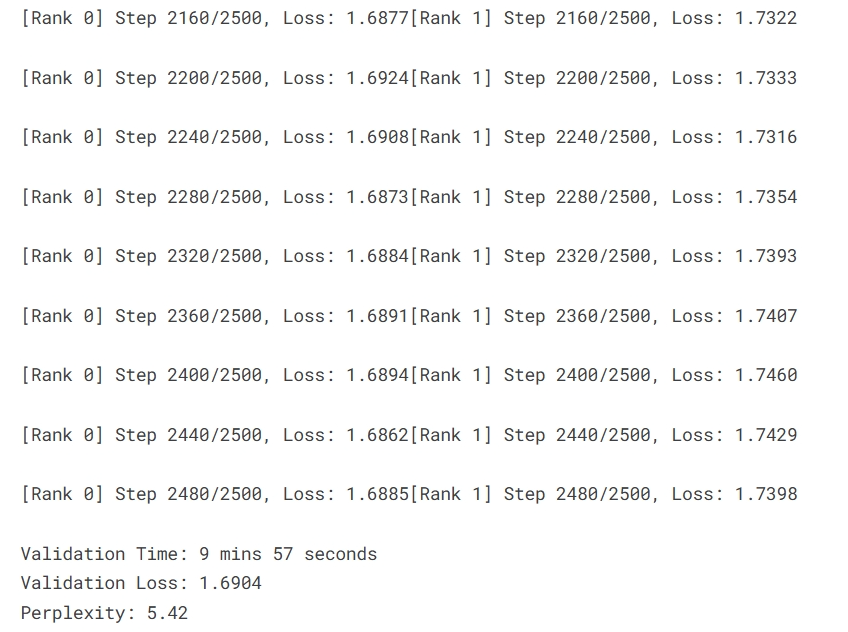 [Rank 0] Step 2160/2500, Loss: 1.6877[Rank 1] Step 2160/2500, Loss: 1.7322
[Rank 0] Step 2200/2500, Loss: 1.6924[Rank 1] Step 2200/2500, Loss: 1.7333
[Rank 0] Step 2240/2500, Loss: 1.6908[Rank 1] Step 2240/2500, Loss: 1.7316
[Rank 0] Step 2280/2500, Loss: 1.6873[Rank 1] Step 2280/2500, Loss: 1.7354
[Rank 0] Step 2320/2500, Loss: 1.6884[Rank 1] Step 2320/2500, Loss: 1.7393
[Rank 0] Step 2360/2500, Loss: 1.6891[Rank 1] Step 2360/2500, Loss: 1.7407
[Rank 0] Step 2400/2500, Loss: 1.6894[Rank 1] Step 2400/2500, Loss: 1.7460
[Rank 0] Step 2440/2500, Loss: 1.6862[Rank 1] Step 2440/2500, Loss: 1.7429
[Rank 0] Step 2480/2500, Loss: 1.6885[Rank 1] Step 2480/2500, Loss: 1.7398
Validation Time: 9 mins 57 seconds
Validation Loss: 1.6904
Perplexity: 5.42